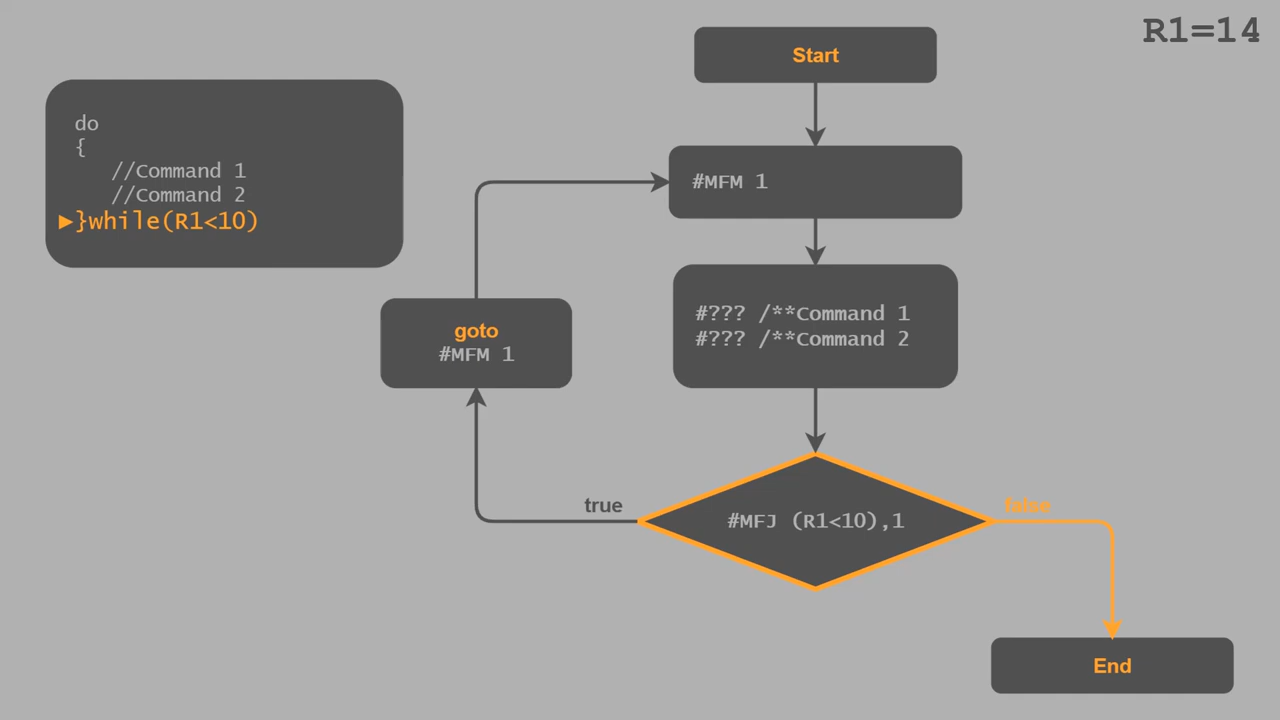 R1=14
do
{
//Command 1
//Command 2
▶}while(R1<10)
Start
#MFM 1
#??? /**Command 1
#??? /**Command 2
goto
#MFM 1
true
#MFJ (R1<10),1
false
End